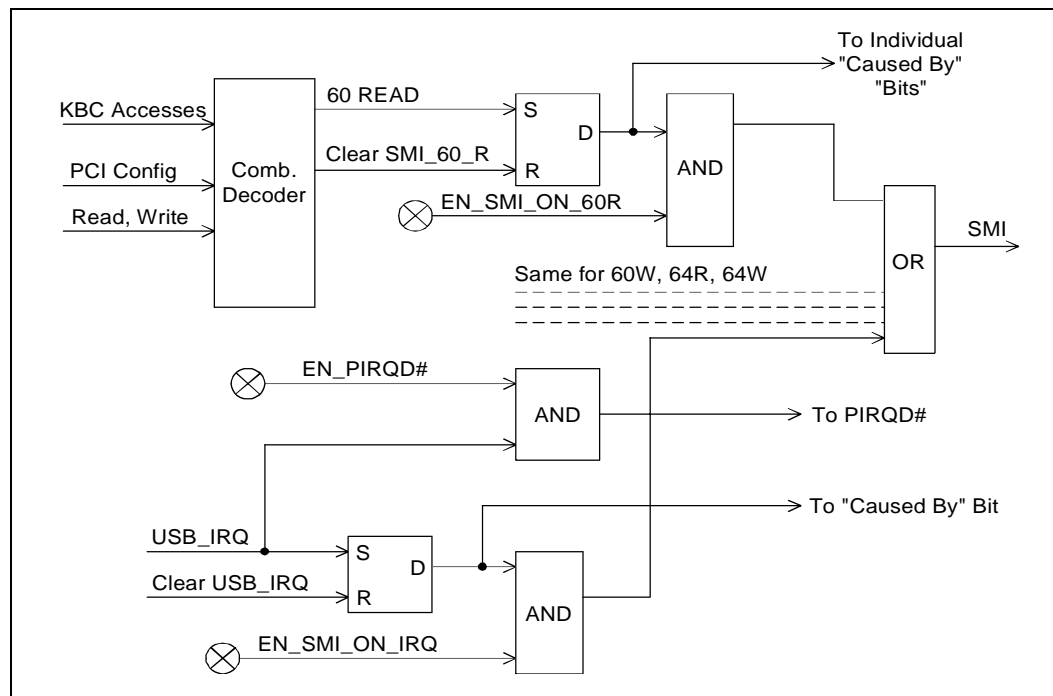 To Individual
"Caused By"
"Bits"
KBC Accesses
60 READ
S
D
PCI Config
Comb.
Decoder
Clear SMI_60_R
R
AND
Read, Write
EN_SMI_ON_60R
SMI
OR
Same for 60W, 64R, 64W
EN_PIRQD#
AND
To PIRQD#
To "Caused By" Bit
USB_IRQ
S
D
Clear USB_IRQ
R
AND
EN_SMI_ON_IRQ